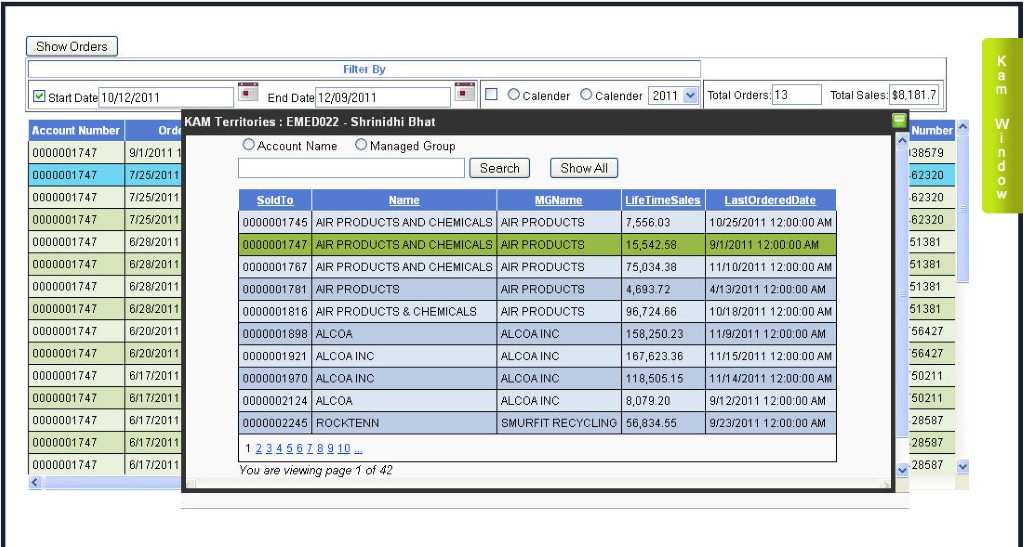 Show Orders
Filter By
Start Date 10/12/2011 End Date 12/09/2011 Calender Calender 2011 Total Orders: 13 Total Sales: $8,181.7
Kam Window
KAM Territories : EMED022 - Shrinidhi Bhat
Account Name Managed Group
Search Show All
SoldTo Name MGName LifeTimeSales LastOrderedDate
0000001745 AIR PRODUCTS AND CHEMICALS AIR PRODUCTS 7,556.03 10/25/2011 12:00:00 AM
0000001747 AIR PRODUCTS AND CHEMICALS AIR PRODUCTS 15,542.58 9/1/2011 12:00:00 AM
0000001767 AIR PRODUCTS AND CHEMICALS AIR PRODUCTS 75,034.38 11/10/2011 12:00:00 AM
0000001781 AIR PRODUCTS AIR PRODUCTS 4,693.72 4/13/2011 12:00:00 AM
0000001816 AIR PRODUCTS & CHEMICALS AIR PRODUCTS 96,724.66 10/18/2011 12:00:00 AM
0000001898 ALCOA ALCOA INC 158,250.23 11/9/2011 12:00:00 AM
0000001921 ALCOA INC ALCOA INC 167,623.36 11/15/2011 12:00:00 AM
0000001970 ALCOA INC ALCOA INC 118,505.15 11/14/2011 12:00:00 AM
0000002124 ALCOA ALCOA INC 8,079.20 9/12/2011 12:00:00 AM
0000002245 ROCKTENN SMURFIT RECYCLING 56,834.55 9/23/2011 12:00:00 AM
1 2 3 4 5 6 7 8 9 10 ...
You are viewing page 1 of 42
Account Number Orde Number
0000001747 9/1/2011 1 38579
0000001747 7/25/2011 62320
0000001747 7/25/2011 62320
0000001747 7/25/2011 62320
0000001747 6/28/2011 51381
0000001747 6/28/2011 51381
0000001747 6/28/2011 51381
0000001747 6/28/2011 51381
0000001747 6/20/2011 56427
0000001747 6/20/2011 56427
0000001747 6/17/2011 50211
0000001747 6/17/2011 50211
0000001747 6/17/2011 28587
0000001747 6/17/2011 28587
0000001747 6/17/2011 28587